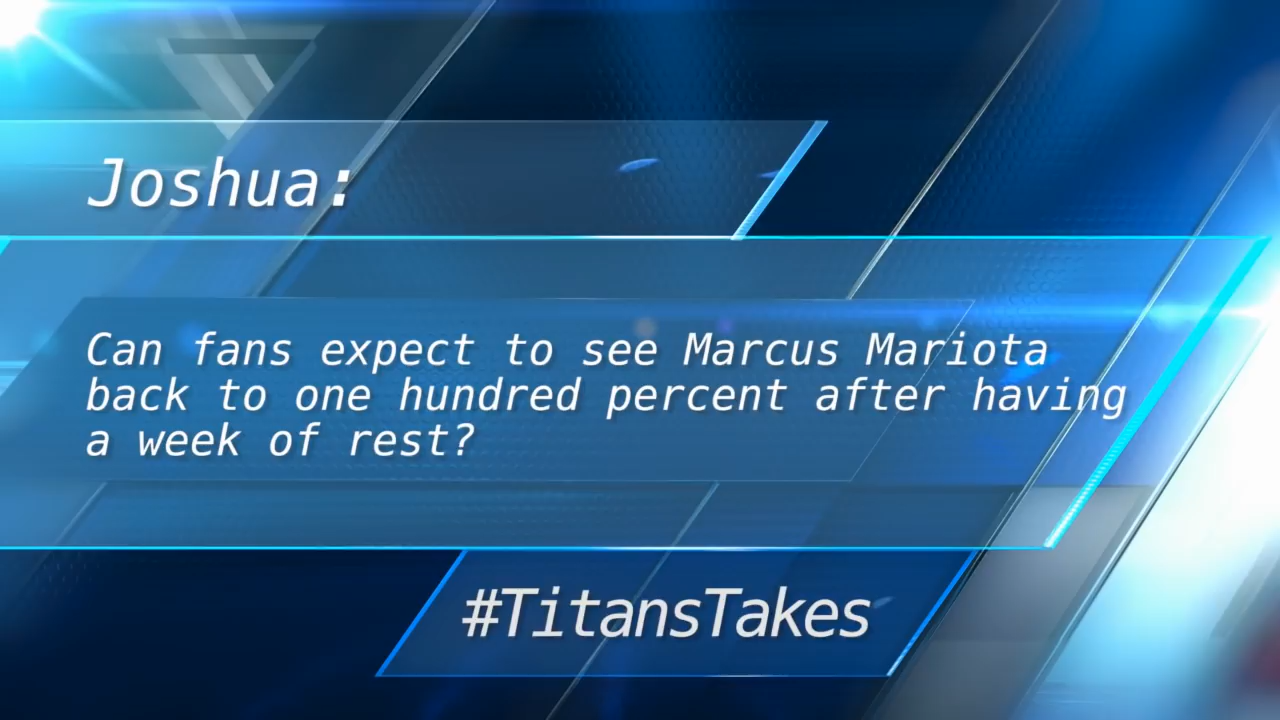 Joshua:
Can fans expect to see Marcus Mariota
back to one hundred percent after having
a week of rest?
#TitansTakes